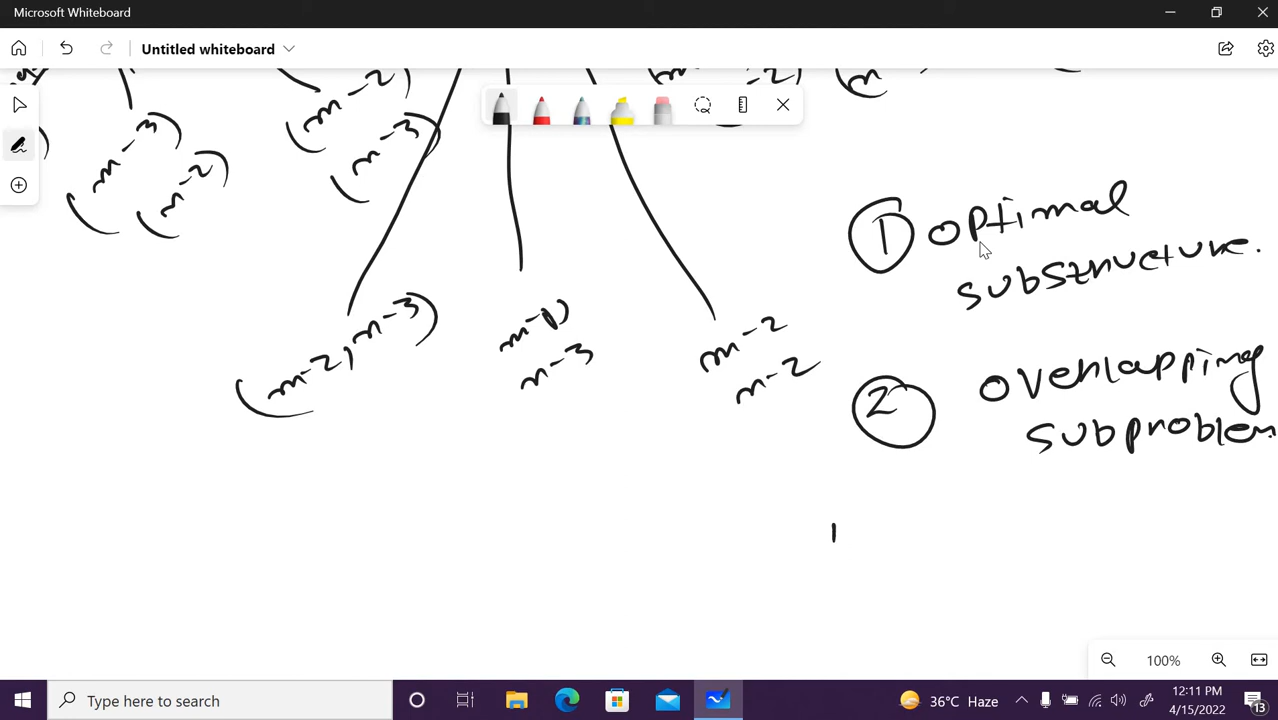 Microsoft Whiteboard
Untitled whiteboard
(m-3)
(n-2)
(m-2)
(n-3)
-2)
(m
1 optimal
substructure.
(m-2, n-3)
m-1)
n-3
m-2
n-2
2 overlapping
subproblem
100%
Type here to search
36°C Haze
12:11 PM
4/15/2022
13